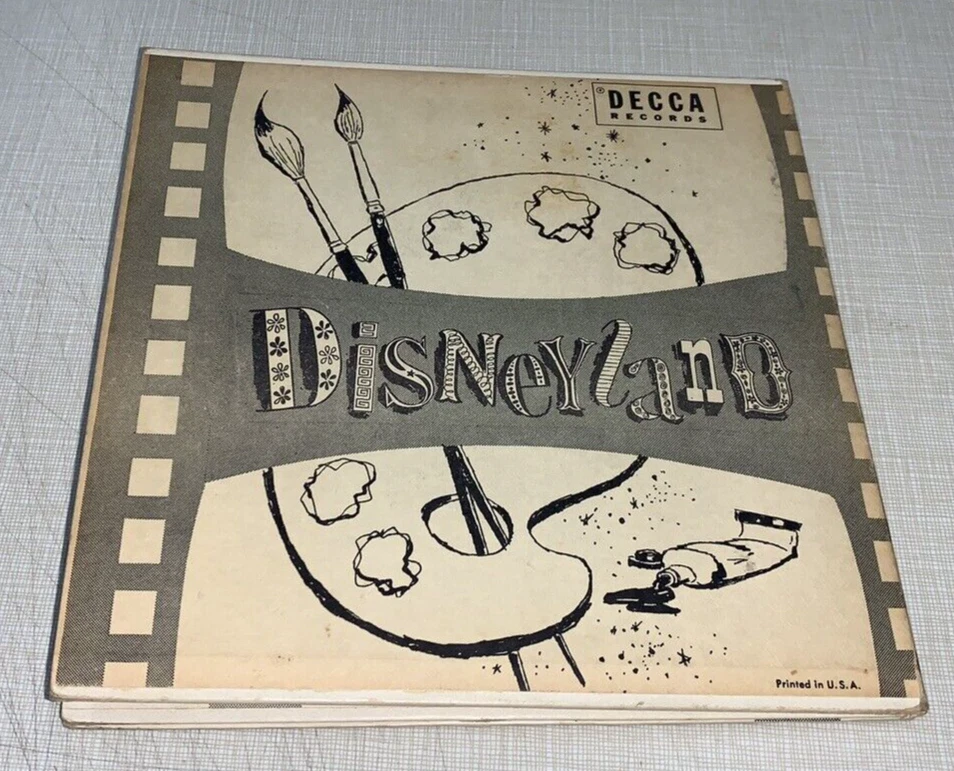 ® DECCA
RECORDS
DiSNeYlanD
Printed in U.S.A.